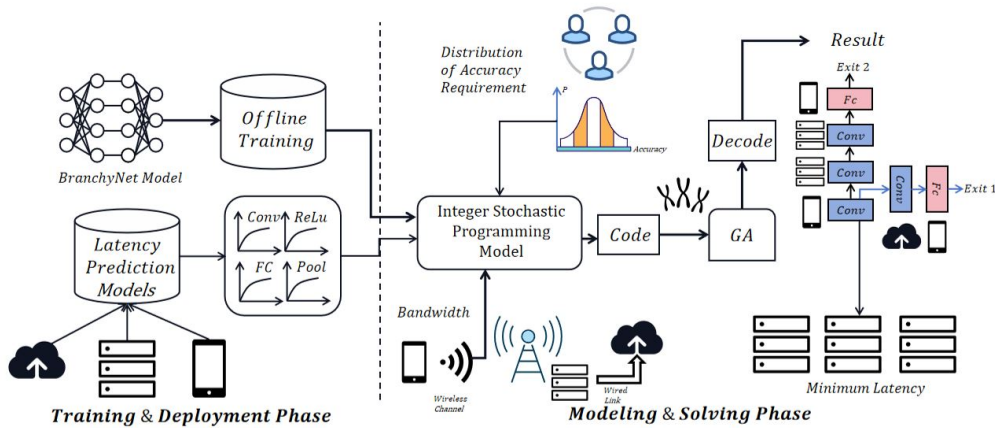 BranchyNet Model
Offline
Training
Latency
Prediction
Models
Conv
ReLu
FC
Pool
Training & Deployment Phase
Distribution
of Accuracy
Requirement
P
Accuracy
Integer Stochastic
Programming
Model
Code
GA
Decode
Result
Bandwidth
Wireless
Channel
Wired
Link
Exit 2
Fc
Conv
Conv
Conv
Conv
Fc
Exit 1
Minimum Latency
Modeling & Solving Phase